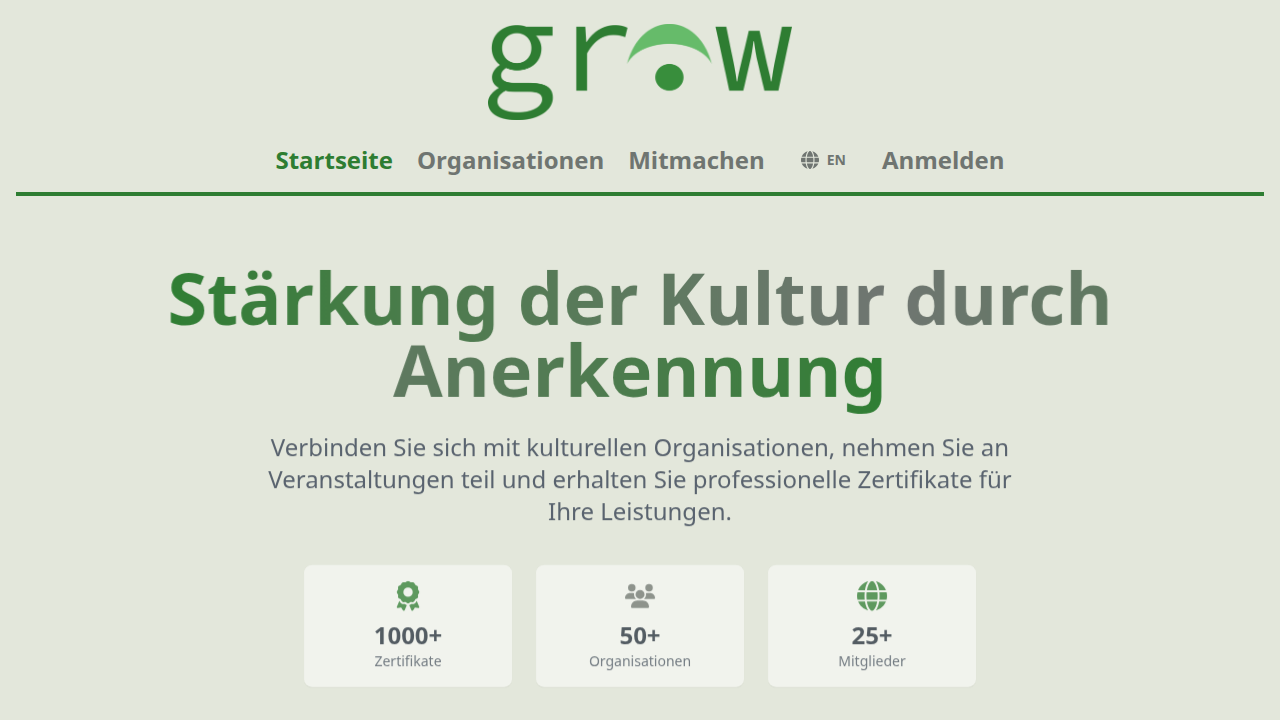 grow
Startseite Organisationen Mitmachen EN Anmelden
Stärkung der Kultur durch
Anerkennung
Verbinden Sie sich mit kulturellen Organisationen, nehmen Sie an
Veranstaltungen teil und erhalten Sie professionelle Zertifikate für
Ihre Leistungen.
1000+
Zertifikate
50+
Organisationen
25+
Mitglieder